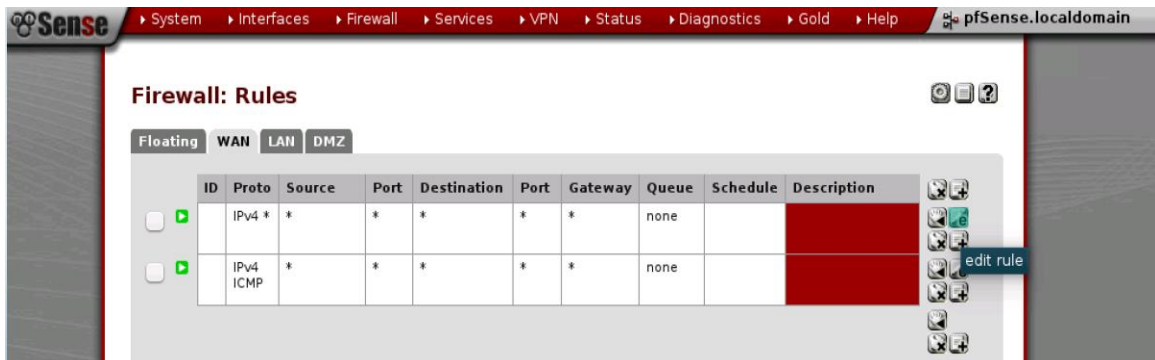 Sense
System Interfaces Firewall Services VPN Status Diagnostics Gold Help
pfSense.localdomain
Firewall: Rules
?
Floating WAN LAN DMZ
ID Proto Source Port Destination Port Gateway Queue Schedule Description
IPv4 * * * * * * none
e
edit rule
IPv4 * * * * * none
ICMP